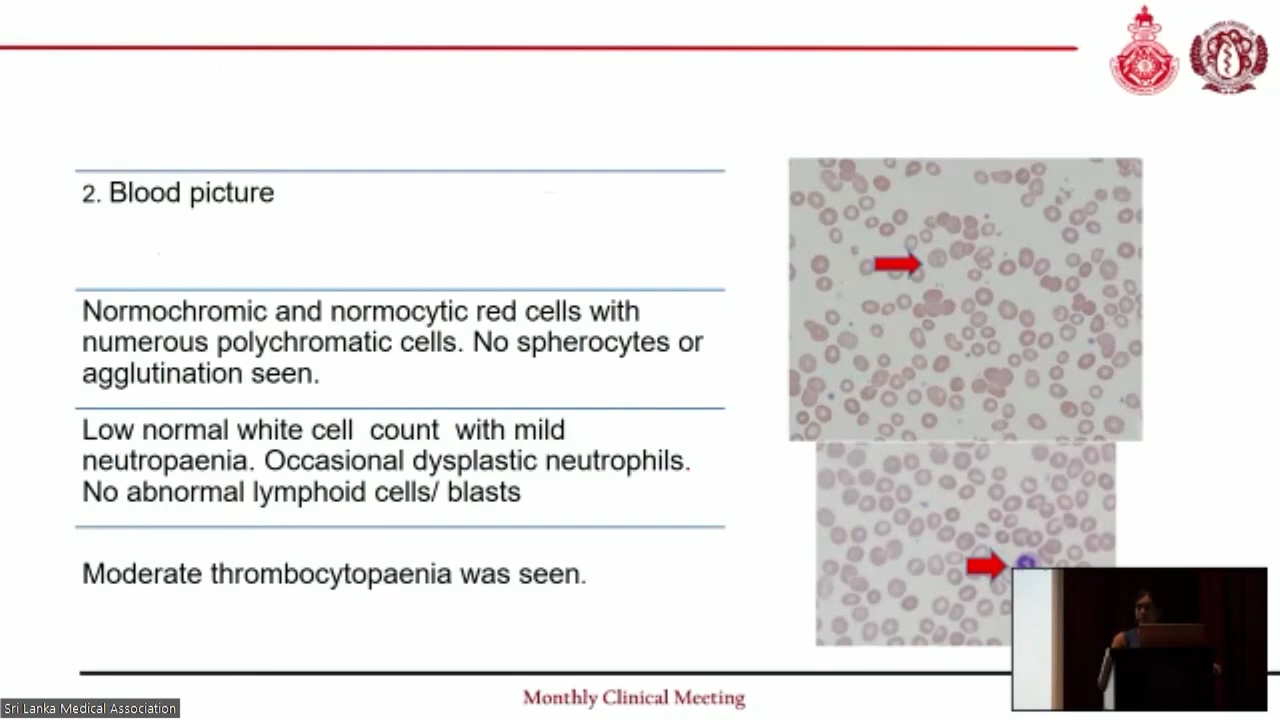 2. Blood picture
Normochromic and normocytic red cells with
numerous polychromatic cells. No spherocytes or
agglutination seen.
Low normal white cell count with mild
neutropaenia. Occasional dysplastic neutrophils.
No abnormal lymphoid cells/ blasts
Moderate thrombocytopaenia was seen.
Monthly Clinical Meeting
Sri Lanka Medical Association